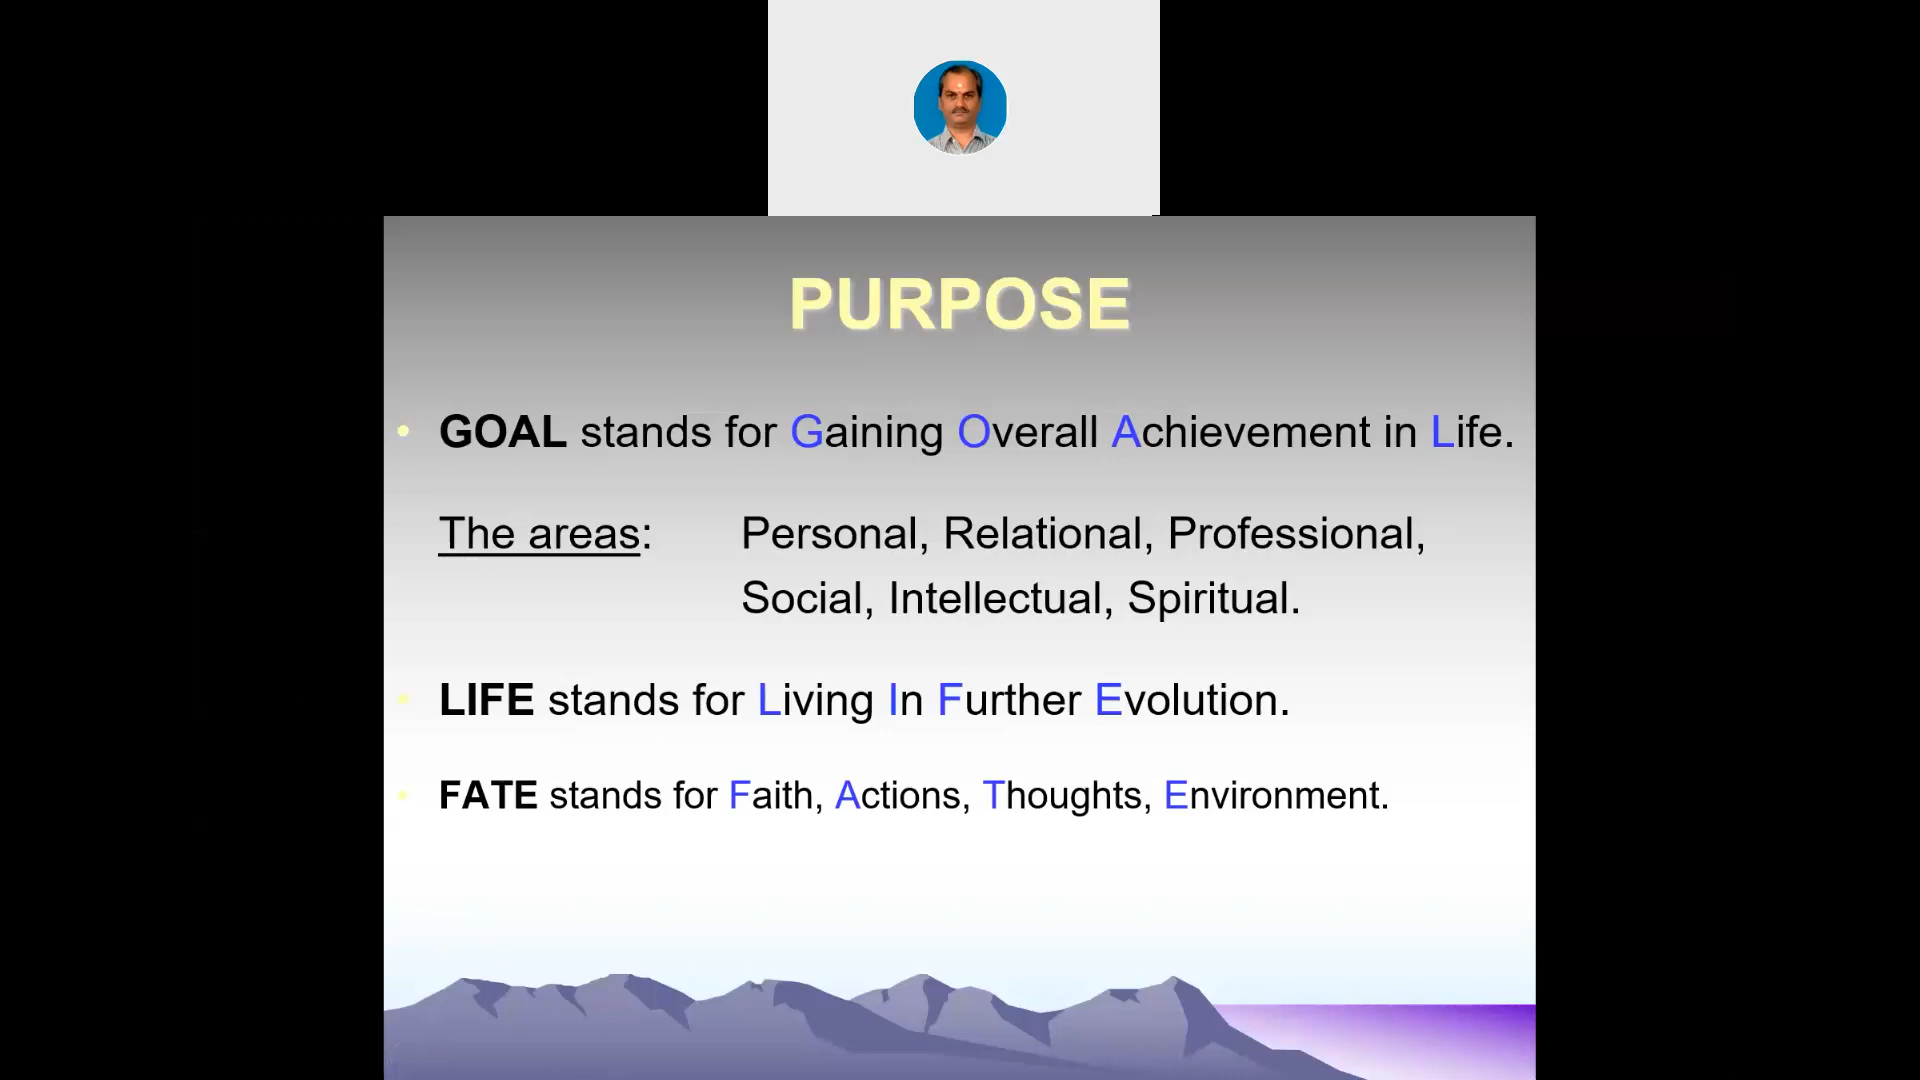 PURPOSE
• GOAL stands for Gaining Overall Achievement in Life.
The areas: Personal, Relational, Professional,
Social, Intellectual, Spiritual.
• LIFE stands for Living In Further Evolution.
• FATE stands for Faith, Actions, Thoughts, Environment.